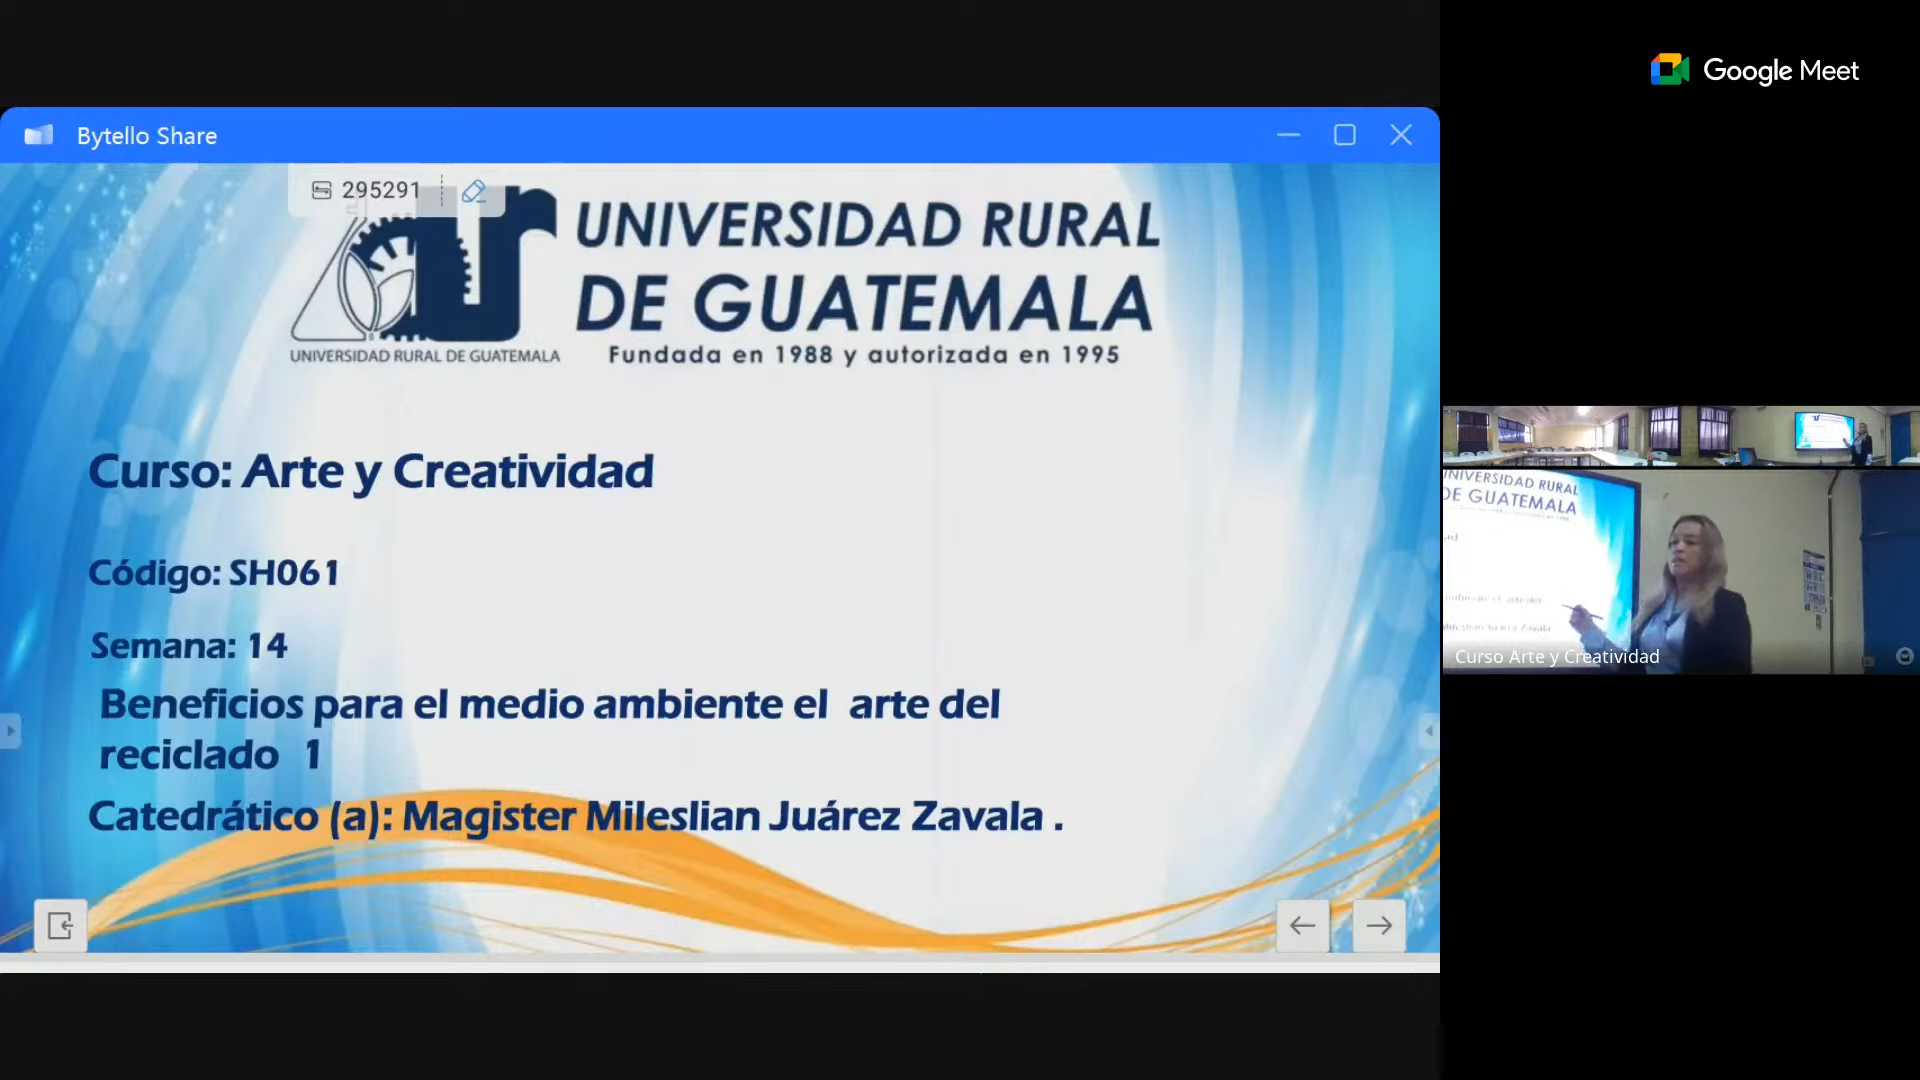 Google Meet
Bytello Share
295291
UNIVERSIDAD RURAL
DE GUATEMALA
UNIVERSIDAD RURAL DE GUATEMALA
Fundada en 1988 y autorizada en 1995
Curso: Arte y Creatividad
Código: SH061
Semana: 14
Beneficios para el medio ambiente el arte del
reciclado 1
Catedrático (a): Magister Mileslian Juárez Zavala .
UNIVERSIDAD RURAL
DE GUATEMALA
Curso Arte y Creatividad